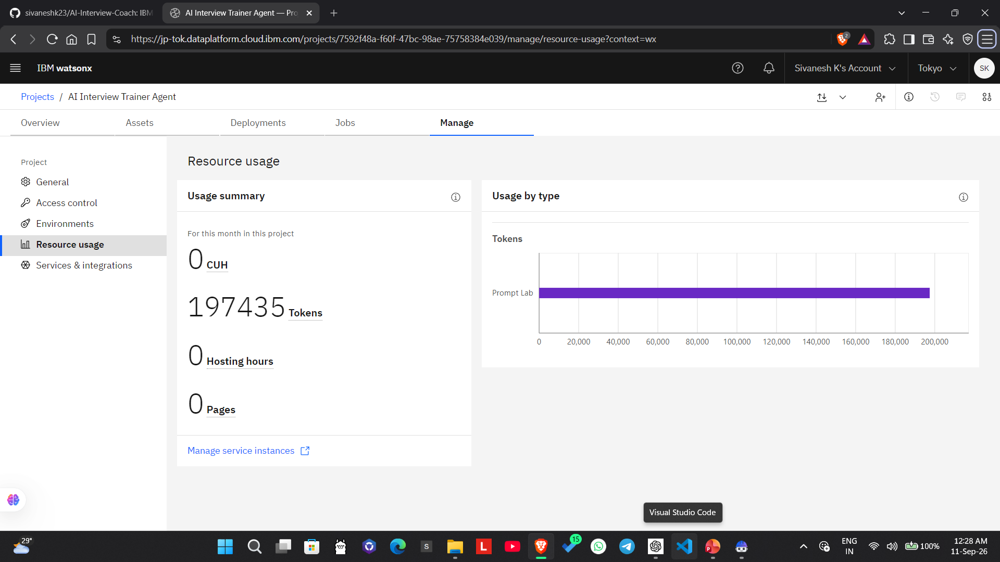 sivaneshk23/AI-Interview-Coach: IBM
AI Interview Trainer Agent — Pro
https://jp-tok.dataplatform.cloud.ibm.com/projects/7592f48a-f60f-47bc-98ae-75758384e039/manage/resource-usage?context=wx
2
IBM watsonx
Sivanesh K's Account
Tokyo
SK
Projects / AI Interview Trainer Agent
Overview
Assets
Deployments
Jobs
Manage
Project
General
Access control
Environments
Resource usage
Services & integrations
Resource usage
Usage summary
For this month in this project
0 CUH
197435 Tokens
0 Hosting hours
0 Pages
Manage service instances
Usage by type
Tokens
Prompt Lab
0 20,000 40,000 60,000 80,000 100,000 120,000 140,000 160,000 180,000 200,000
Visual Studio Code
29°
S
L
15
P
ENG
IN
100%
12:28 AM
11-Sep-26